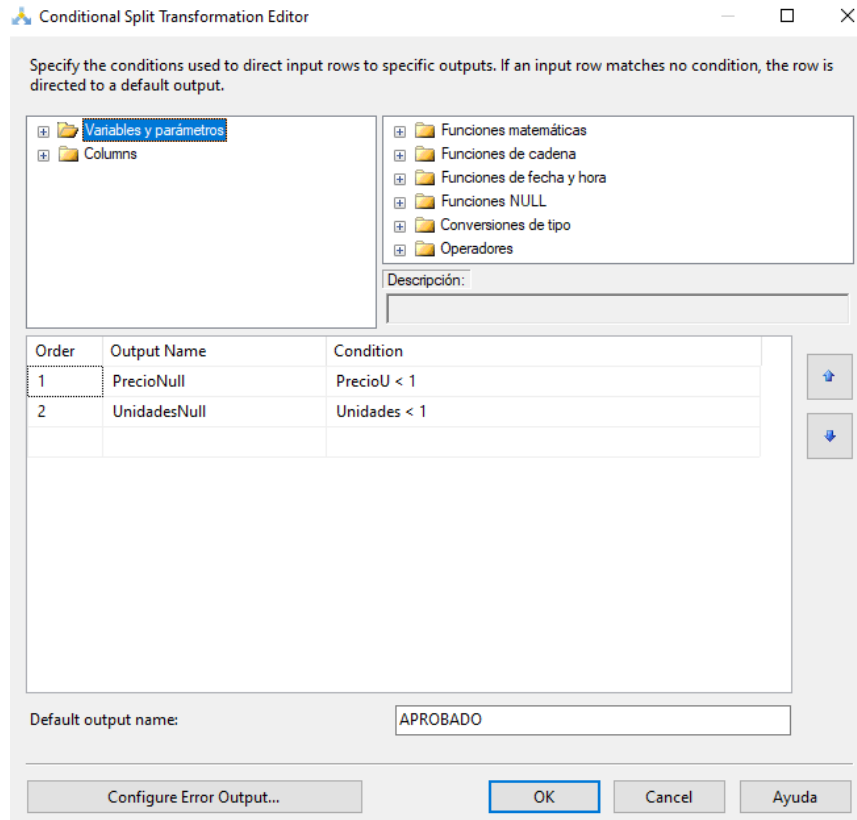 Conditional Split Transformation Editor
Specify the conditions used to direct input rows to specific outputs. If an input row matches no condition, the row is
directed to a default output.
Variables y parámetros
Columns
Funciones matemáticas
Funciones de cadena
Funciones de fecha y hora
Funciones NULL
Conversiones de tipo
Operadores
Descripción:
Order Output Name Condition
1 PrecioNull PrecioU < 1
2 UnidadesNull Unidades < 1
Default output name: APROBADO
Configure Error Output... OK Cancel Ayuda